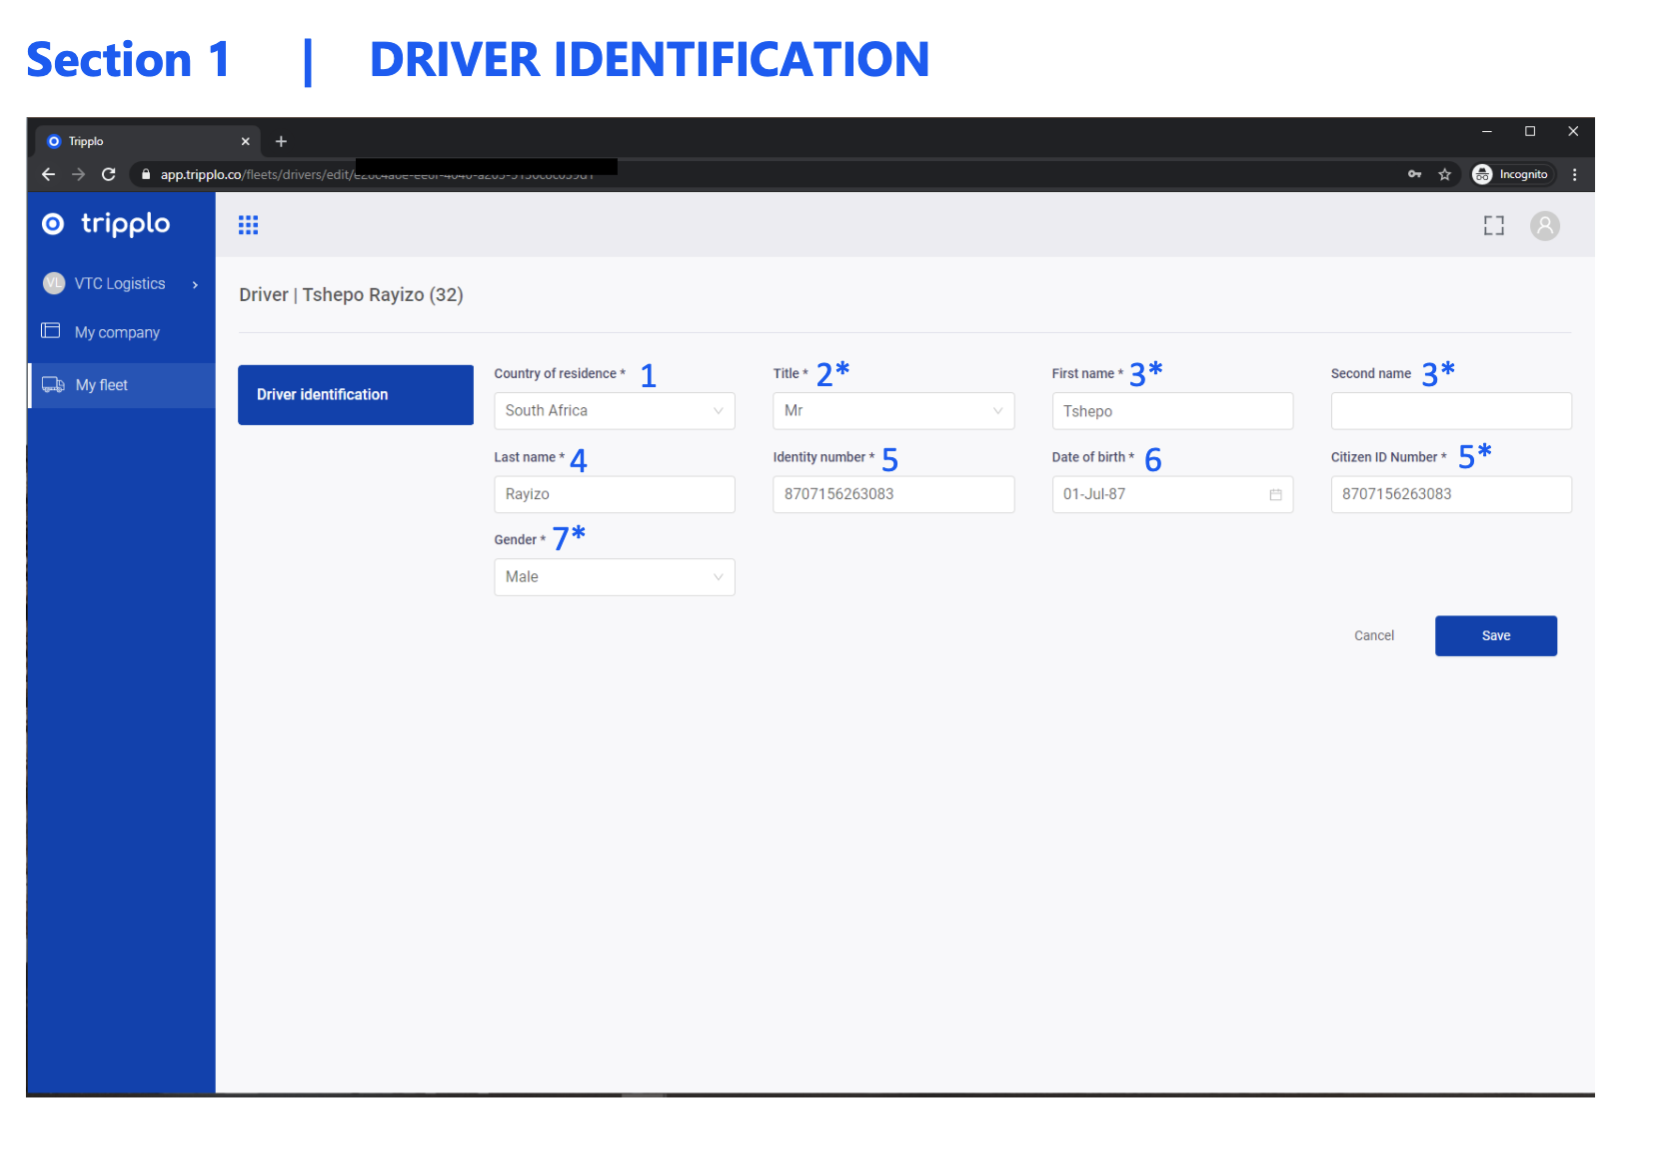 Section 1 | DRIVER IDENTIFICATION
Tripplo
app.tripplo.co/fleets/drivers/edit/
Incognito
tripplo
VL VTC Logistics
My company
My fleet
Driver | Tshepo Rayizo (32)
Driver identification
Country of residence * 1 Title * 2* First name * 3* Second name 3*
South Africa Mr Tshepo
Last name * 4 Identity number * 5 Date of birth * 6 Citizen ID Number * 5*
Rayizo 8707156263083 01-Jul-87 8707156263083
Gender * 7*
Male
Cancel Save